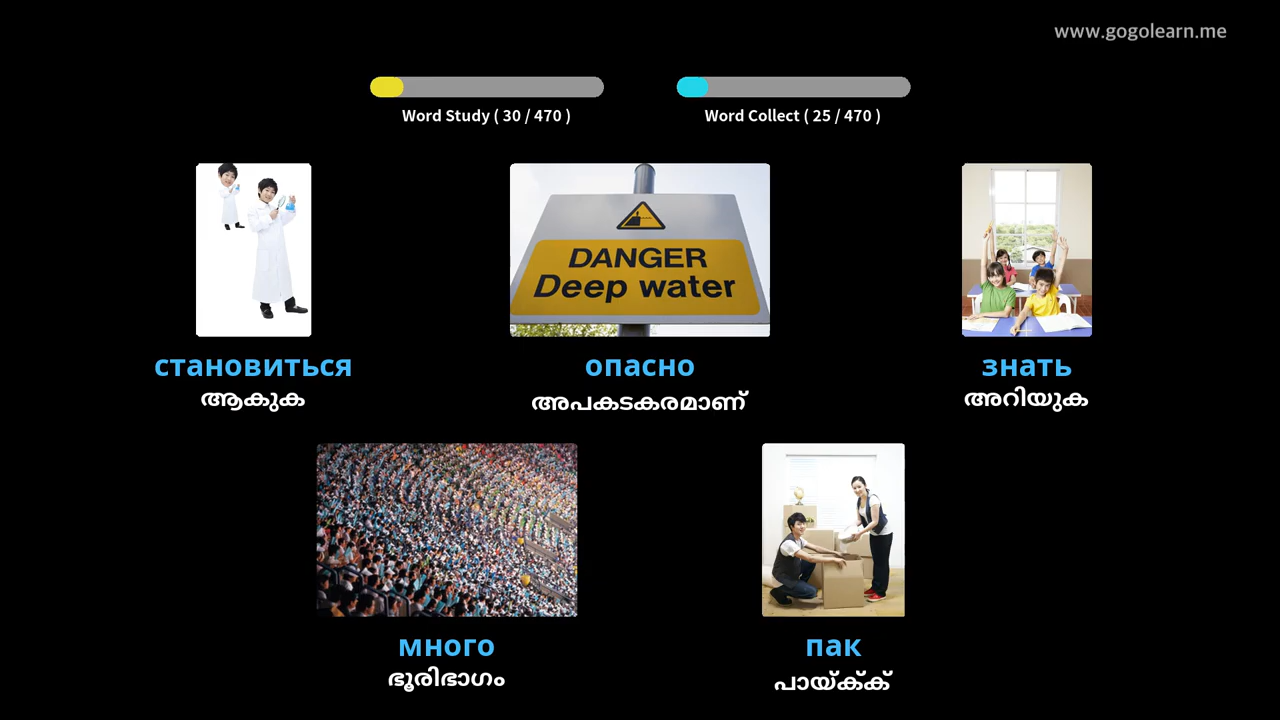 www.gogolearn.me
Word Study ( 30 / 470 )
Word Collect ( 25 / 470 )
DANGER
Deep water
становиться
ആകുക
опасно
അപകടകരമാണ്
знать
അറിയുക
много
ഭൂരിഭാഗം
пак
പായ്ക്ക്